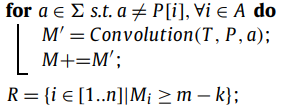 for a ∈ Σ s.t. a ≠ P[i], ∀i ∈ A do
M′ = Convolution(T, P, a);
M+=M′;
R = {i ∈ [1..n]|Mᵢ ≥ m − k};